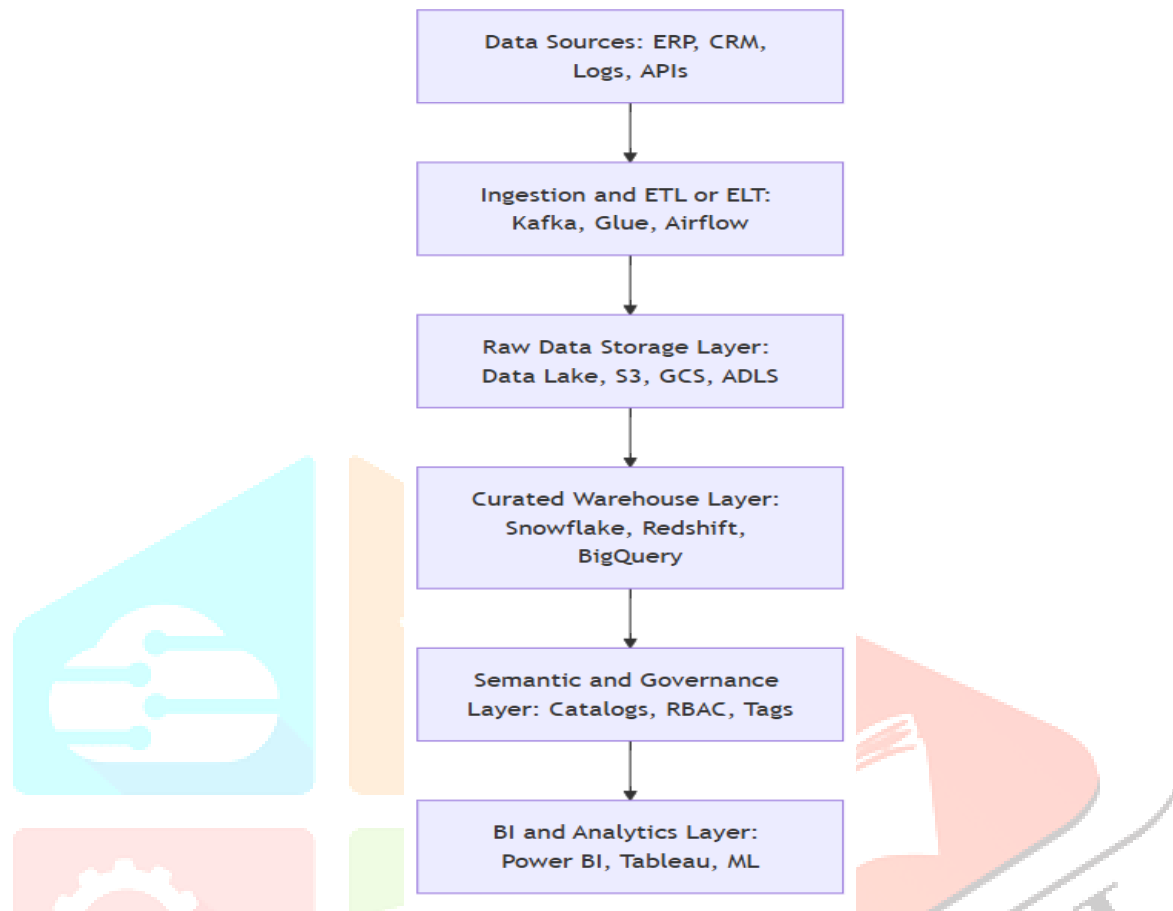 Data Sources: ERP, CRM,
Logs, APIs
Ingestion and ETL or ELT:
Kafka, Glue, Airflow
Raw Data Storage Layer:
Data Lake, S3, GCS, ADLS
Curated Warehouse Layer:
Snowflake, Redshift,
BigQuery
Semantic and Governance
Layer: Catalogs, RBAC, Tags
BI and Analytics Layer:
Power BI, Tableau, ML